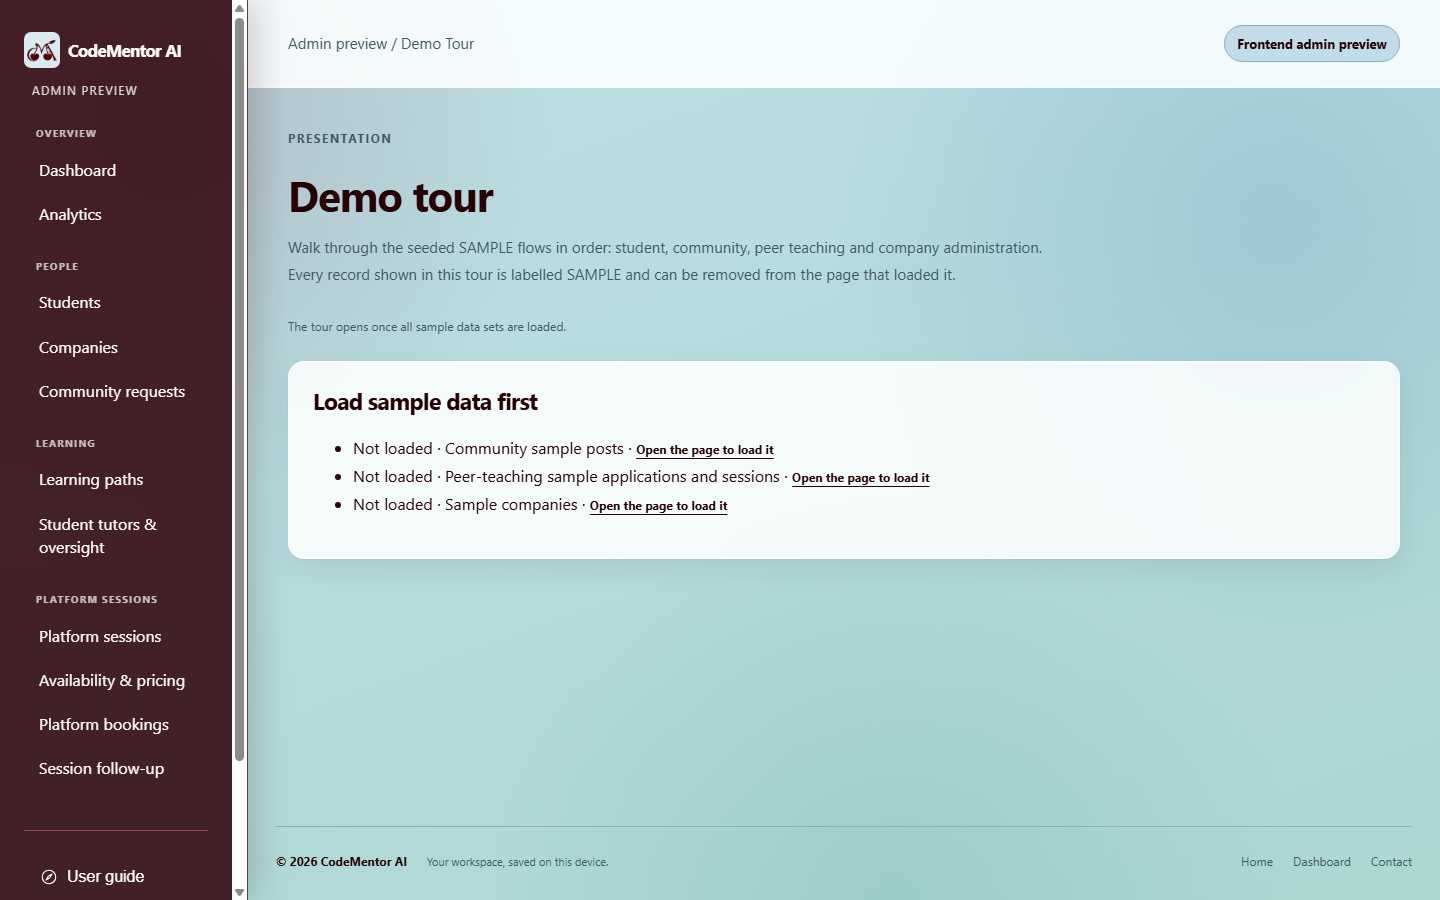 CodeMentor AI
ADMIN PREVIEW
OVERVIEW
Dashboard
Analytics
PEOPLE
Students
Companies
Community requests
LEARNING
Learning paths
Student tutors &
oversight
PLATFORM SESSIONS
Platform sessions
Availability & pricing
Platform bookings
Session follow-up
User guide
Admin preview / Demo Tour
Frontend admin preview
PRESENTATION
Demo tour
Walk through the seeded SAMPLE flows in order: student, community, peer teaching and company administration.
Every record shown in this tour is labelled SAMPLE and can be removed from the page that loaded it.
The tour opens once all sample data sets are loaded.
Load sample data first
Not loaded · Community sample posts · Open the page to load it
Not loaded · Peer-teaching sample applications and sessions · Open the page to load it
Not loaded · Sample companies · Open the page to load it
© 2026 CodeMentor AI Your workspace, saved on this device. Home Dashboard Contact